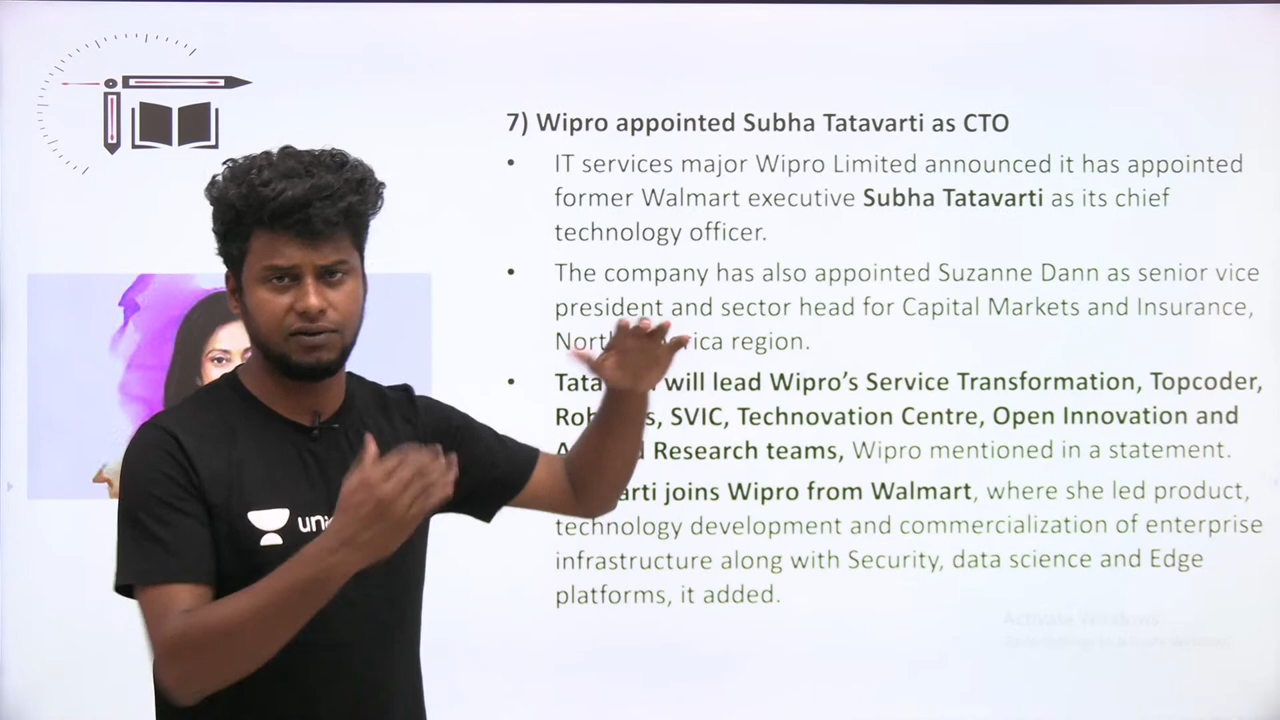 7) Wipro appointed Subha Tatavarti as CTO
• IT services major Wipro Limited announced it has appointed
former Walmart executive Subha Tatavarti as its chief
technology officer.
• The company has also appointed Suzanne Dann as senior vice
president and sector head for Capital Markets and Insurance,
region.
• will lead Wipro's Service Transformation, Topcoder,
SVIC, Technovation Centre, Open Innovation and
Research teams, Wipro mentioned in a statement.
joins Wipro from Walmart, where she led product,
technology development and commercialization of enterprise
infrastructure along with Security, data science and Edge
platforms, it added.
Activate Windows